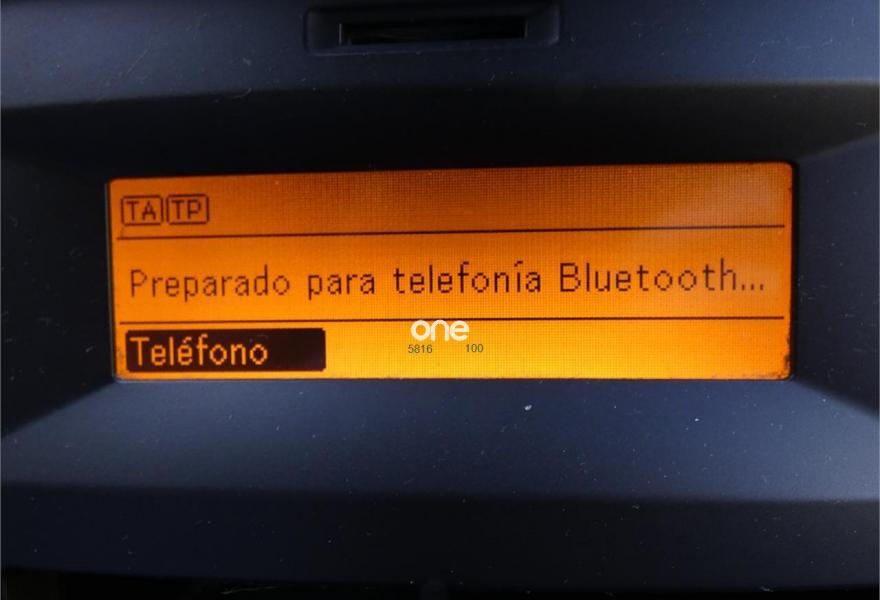 TA TP
Preparado para telefonía Bluetooth...
one
5816 100
Teléfono